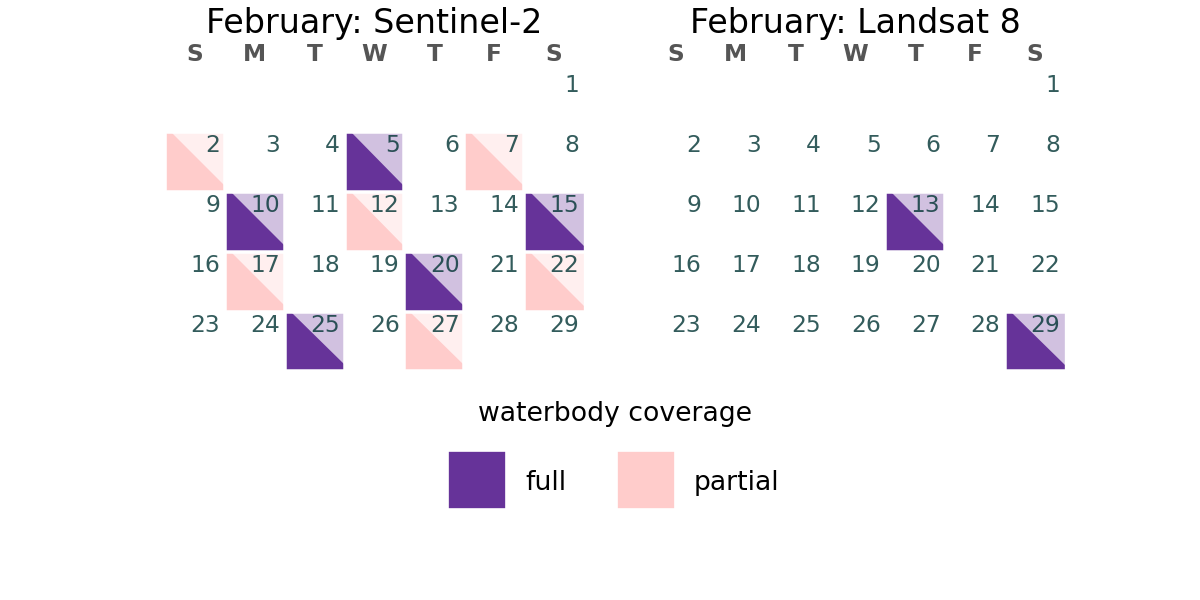 February: Sentinel-2
S M T W T F S
1
2 3 4 5 6 7 8
9 10 11 12 13 14 15
16 17 18 19 20 21 22
23 24 25 26 27 28 29
February: Landsat 8
S M T W T F S
1
2 3 4 5 6 7 8
9 10 11 12 13 14 15
16 17 18 19 20 21 22
23 24 25 26 27 28 29
waterbody coverage
full partial